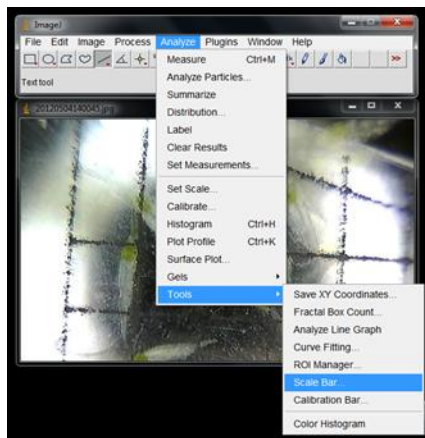 ImageJ
File Edit Image Process Analyze Plugins Window Help
Text tool
>>
20120504140045.jpg
Measure Ctrl+M
Analyze Particles...
Summarize
Distribution...
Label
Clear Results
Set Measurements...
Set Scale...
Calibrate...
Histogram Ctrl+H
Plot Profile Ctrl+K
Surface Plot...
Gels
Tools
Save XY Coordinates...
Fractal Box Count...
Analyze Line Graph
Curve Fitting...
ROI Manager...
Scale Bar...
Calibration Bar...
Color Histogram